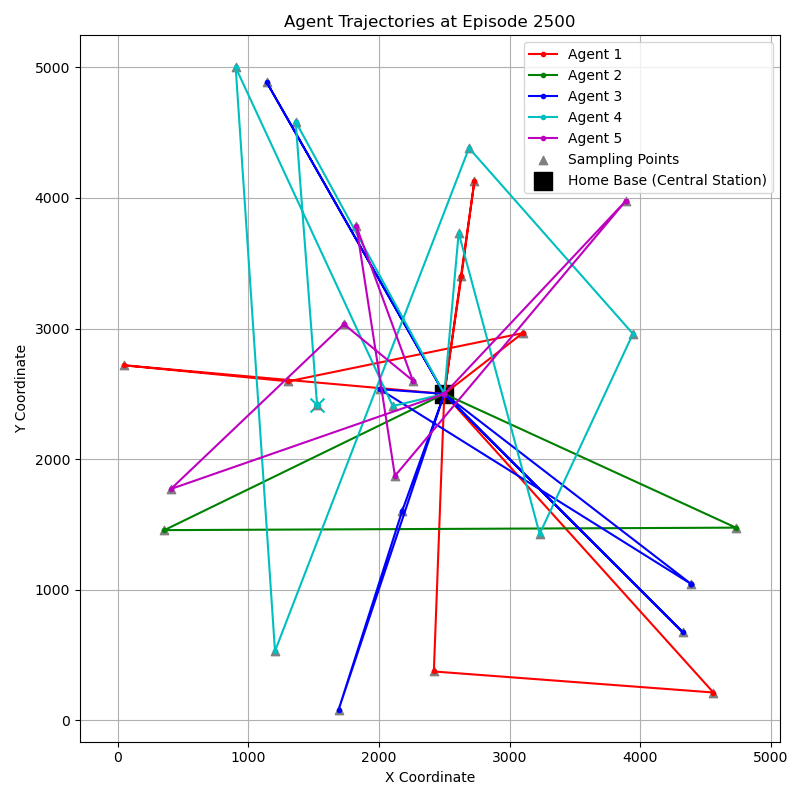 Agent Trajectories at Episode 2500
Agent 1
Agent 2
Agent 3
Agent 4
Agent 5
Sampling Points
Home Base (Central Station)
Y Coordinate
5000
4000
3000
2000
1000
0
0 1000 2000 3000 4000 5000
X Coordinate